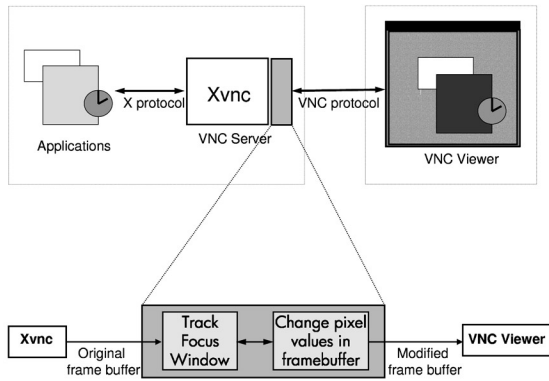 Xvnc
X protocol
VNC protocol
VNC Server
Applications
VNC Viewer
Xvnc
Original
frame buffer
Track
Focus
Window
Change pixel
values in
framebuffer
Modified
frame buffer
VNC Viewer